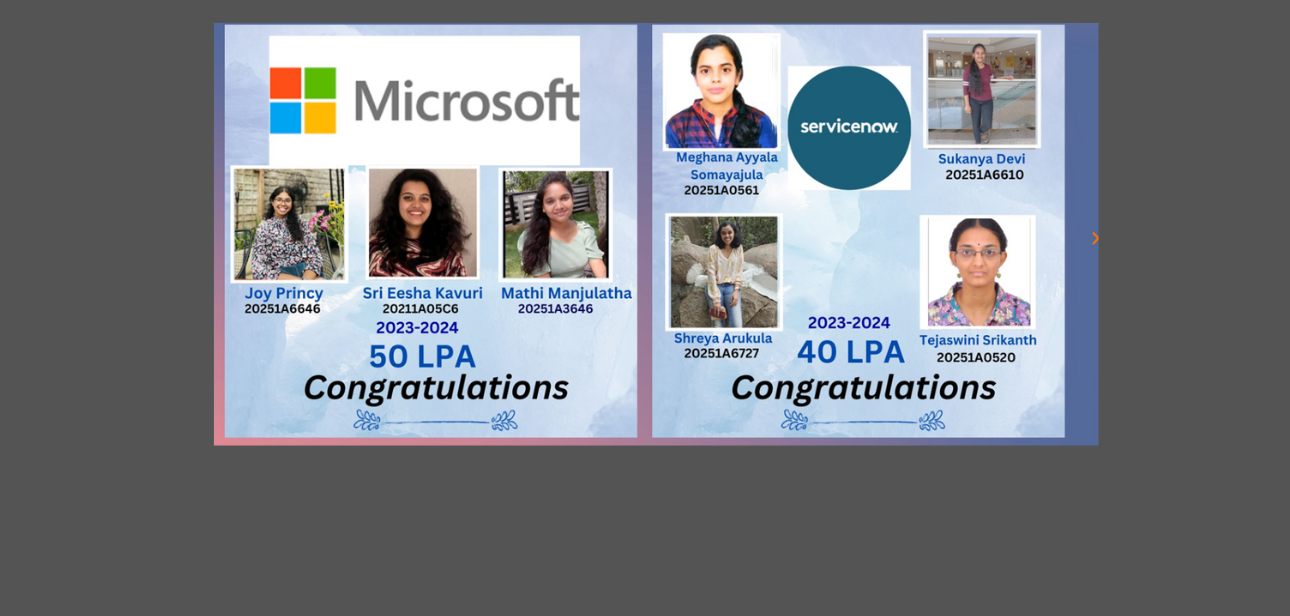 Microsoft
Joy Princy
20251A6646
Sri Eesha Kavuri
20211A05C6
Mathi Manjulatha
20251A3646
2023-2024
50 LPA
Congratulations
Meghana Ayyala
Somayajula
20251A0561
servicenow
Sukanya Devi
20251A6610
Shreya Arukula
20251A6727
Tejaswini Srikanth
20251A0520
2023-2024
40 LPA
Congratulations